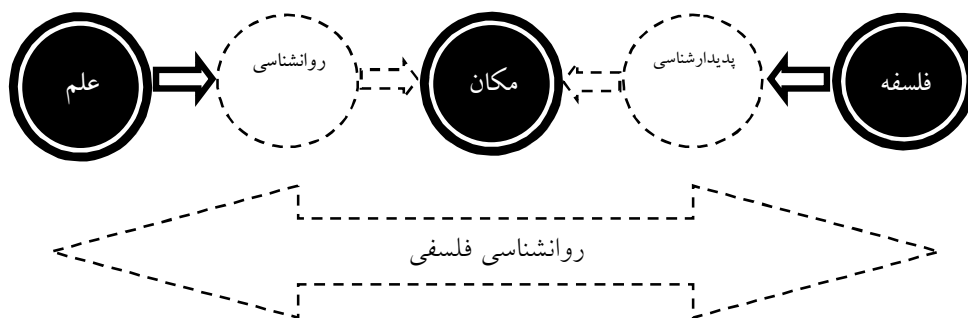 فلسفه
پدیدارشناسی
مکان
روانشناسی
علم
روانشناسی فلسفی